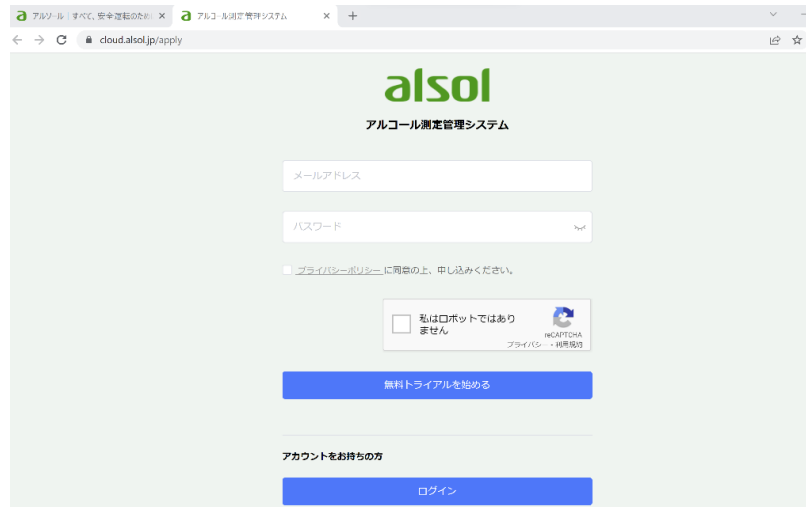 アルソール｜すべて、安全運転のため
アルコール測定管理システム
cloud.alsol.jp/apply
alsol
アルコール測定管理システム
メールアドレス
パスワード
プライバシーポリシー に同意の上、申し込みください。
私はロボットではあり
ません
reCAPTCHA
プライバシー - 利用規約
無料トライアルを始める
アカウントをお持ちの方
ログイン